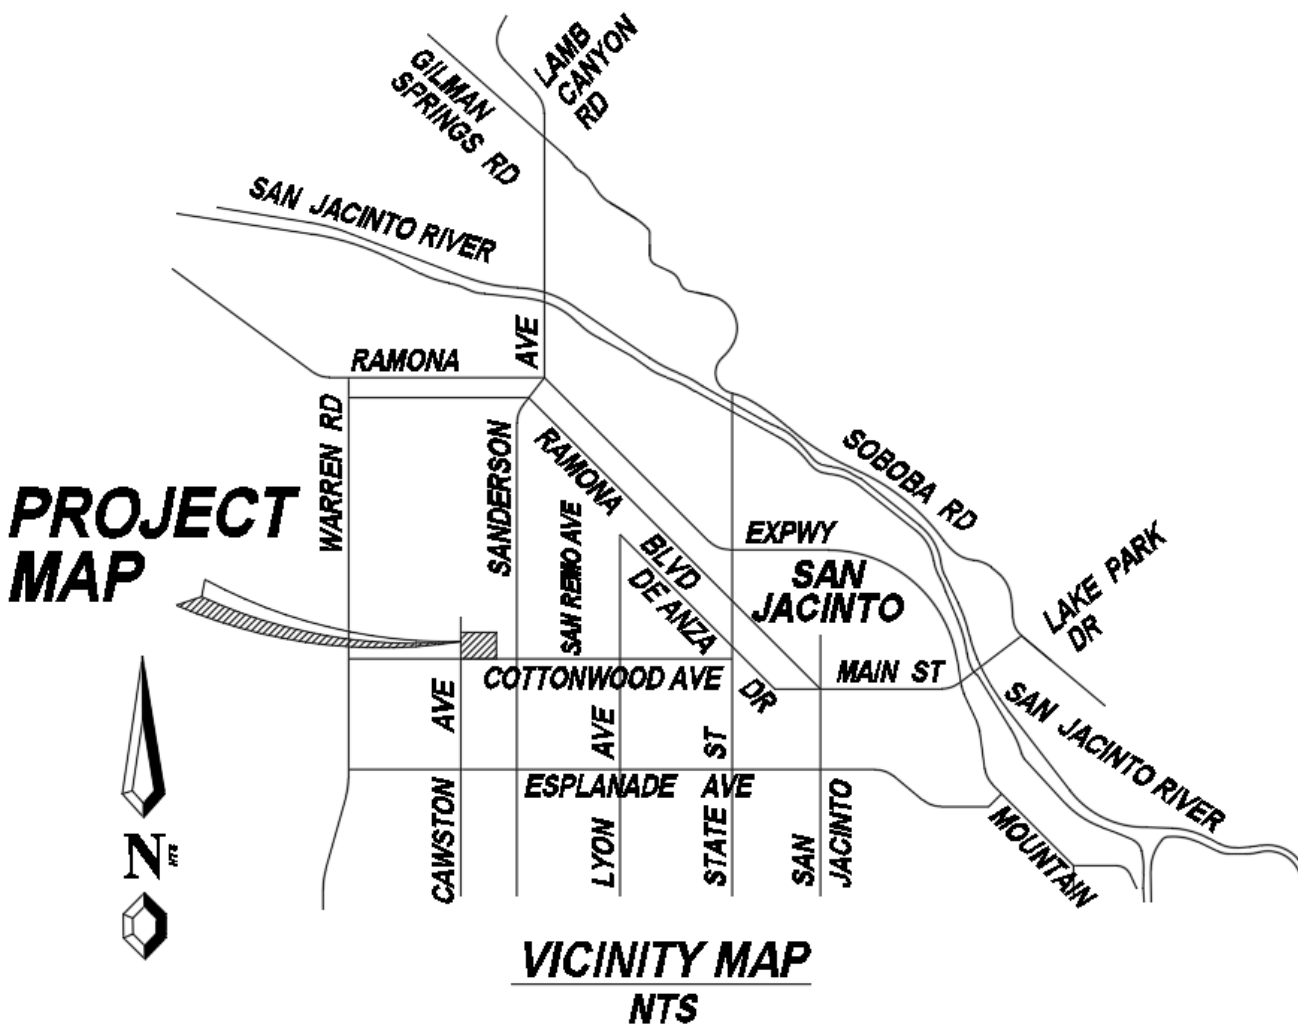 LAMB
CANYON
RD
GILMAN
SPRINGS RD
SAN JACINTO RIVER
RAMONA
AVE
WARREN RD
SANDERSON
RAMONA
BLVD
SAN REMO AVE
EXPWY
SOBOBA RD
PROJECT
MAP
SAN
JACINTO
LAKE PARK
DR
DE ANZA
DR
COTTONWOOD AVE
MAIN ST
SAN JACINTO RIVER
CAWSTON AVE
LYON AVE
STATE ST
ESPLANADE AVE
SAN
JACINTO
MOUNTAIN
N
NTS
VICINITY MAP
NTS